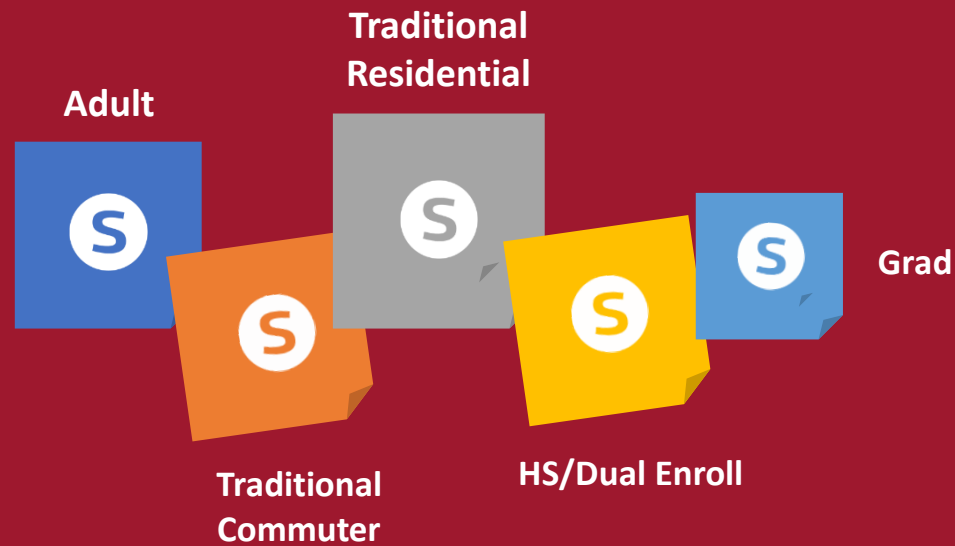 Traditional
Residential
Adult
S
S
S
S
S
Grad
Traditional
Commuter
HS/Dual Enroll